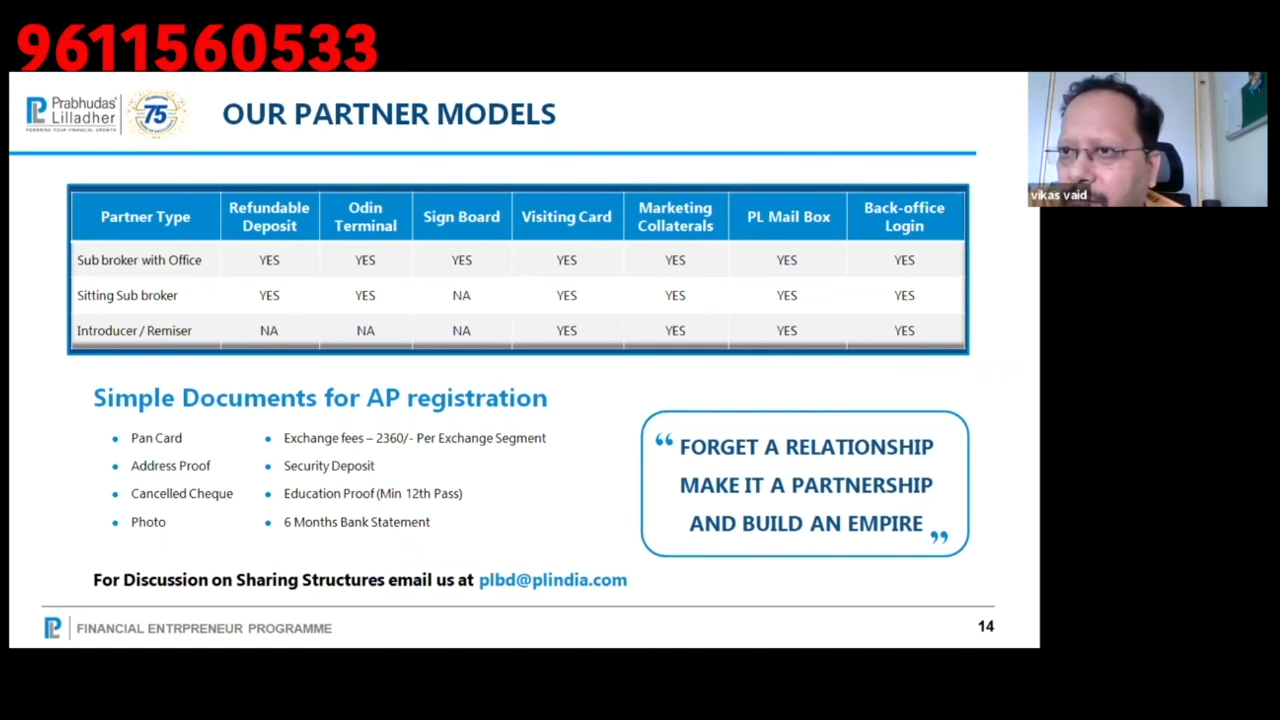 9611560533
Prabhudas
Lilladher
POWERING YOUR FINANCIAL GROWTH
75
OUR PARTNER MODELS
vikas vaid
Partner Type Refundable Deposit Odin Terminal Sign Board Visiting Card Marketing Collaterals PL Mail Box Back-office Login
Sub broker with Office YES YES YES YES YES YES YES
Sitting Sub broker YES YES NA YES YES YES YES
Introducer / Remiser NA NA NA YES YES YES YES
Simple Documents for AP registration
• Pan Card
• Address Proof
• Cancelled Cheque
• Photo
• Exchange fees – 2360/- Per Exchange Segment
• Security Deposit
• Education Proof (Min 12th Pass)
• 6 Months Bank Statement
“ FORGET A RELATIONSHIP
MAKE IT A PARTNERSHIP
AND BUILD AN EMPIRE ”
For Discussion on Sharing Structures email us at plbd@plindia.com
FINANCIAL ENTRPRENEUR PROGRAMME
14